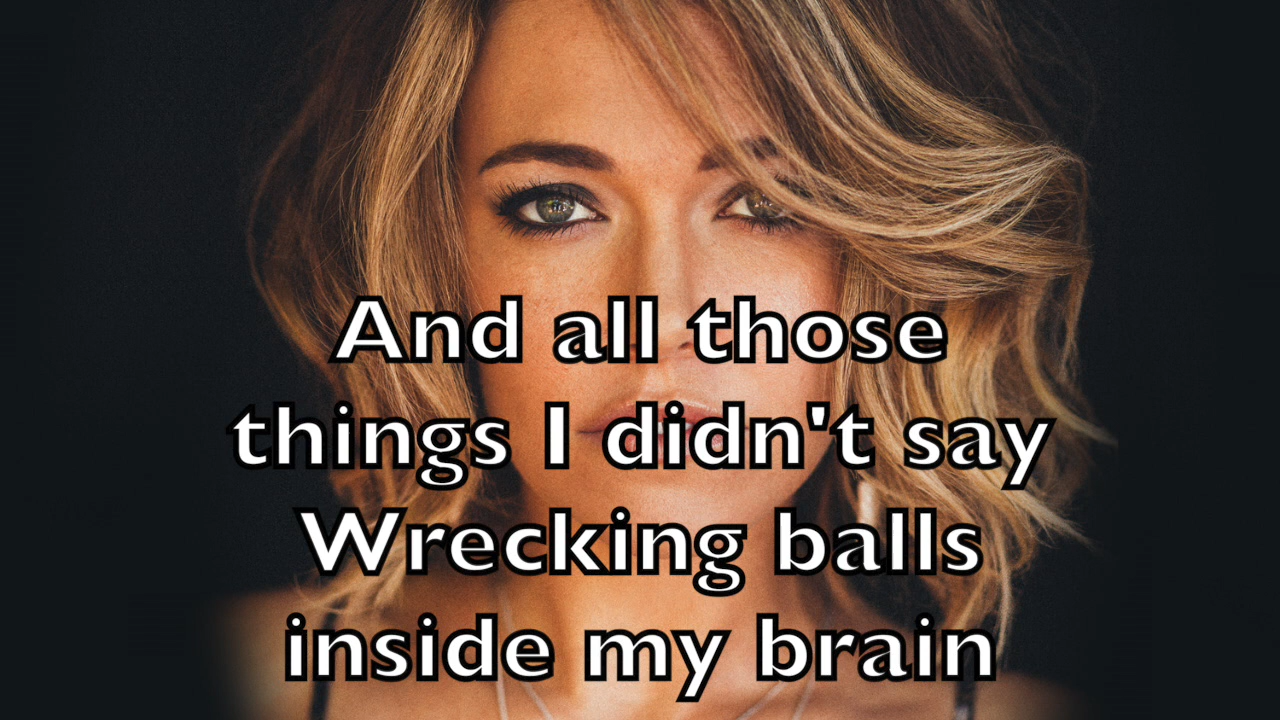 And all those
things I didn't say
Wrecking balls
inside my brain